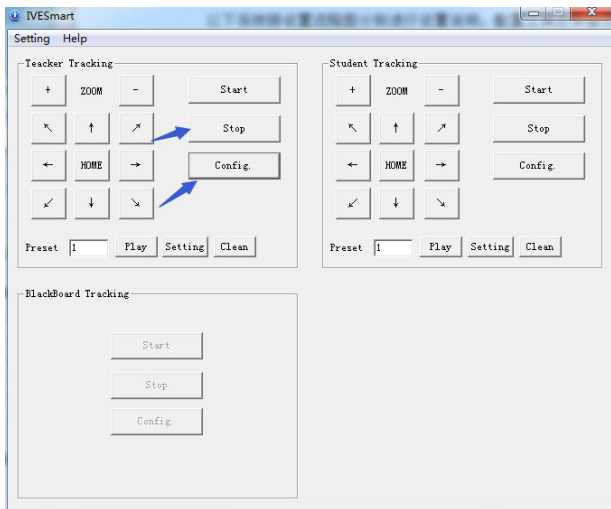 IVESmart
Setting Help
Teacker Tracking
+ ZOOM - Start
↖ ↑ ↗ Stop
← HOME → Config.
↙ ↓ ↘
Preset 1 Play Setting Clean
Student Tracking
+ ZOOM - Start
↖ ↑ ↗ Stop
← HOME → Config.
↙ ↓ ↘
Preset 1 Play Setting Clean
BlackBoard Tracking
Start
Stop
Config.